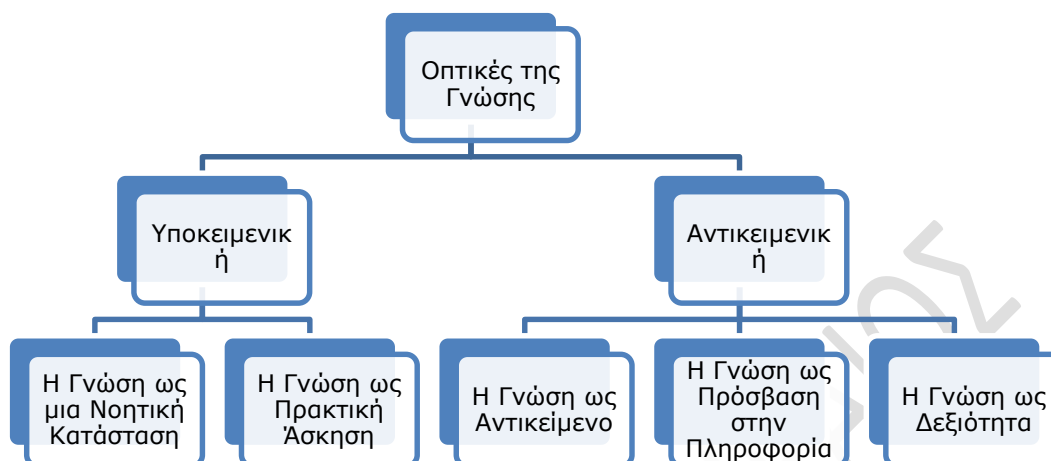 Οπτικές της
Γνώσης
Υποκειμενικ
ή
Αντικειμενικ
ή
Η Γνώση ως
μια Νοητική
Κατάσταση
Η Γνώση ως
Πρακτική
Άσκηση
Η Γνώση ως
Αντικείμενο
Η Γνώση ως
Πρόσβαση
στην
Πληροφορία
Η Γνώση ως
Δεξιότητα